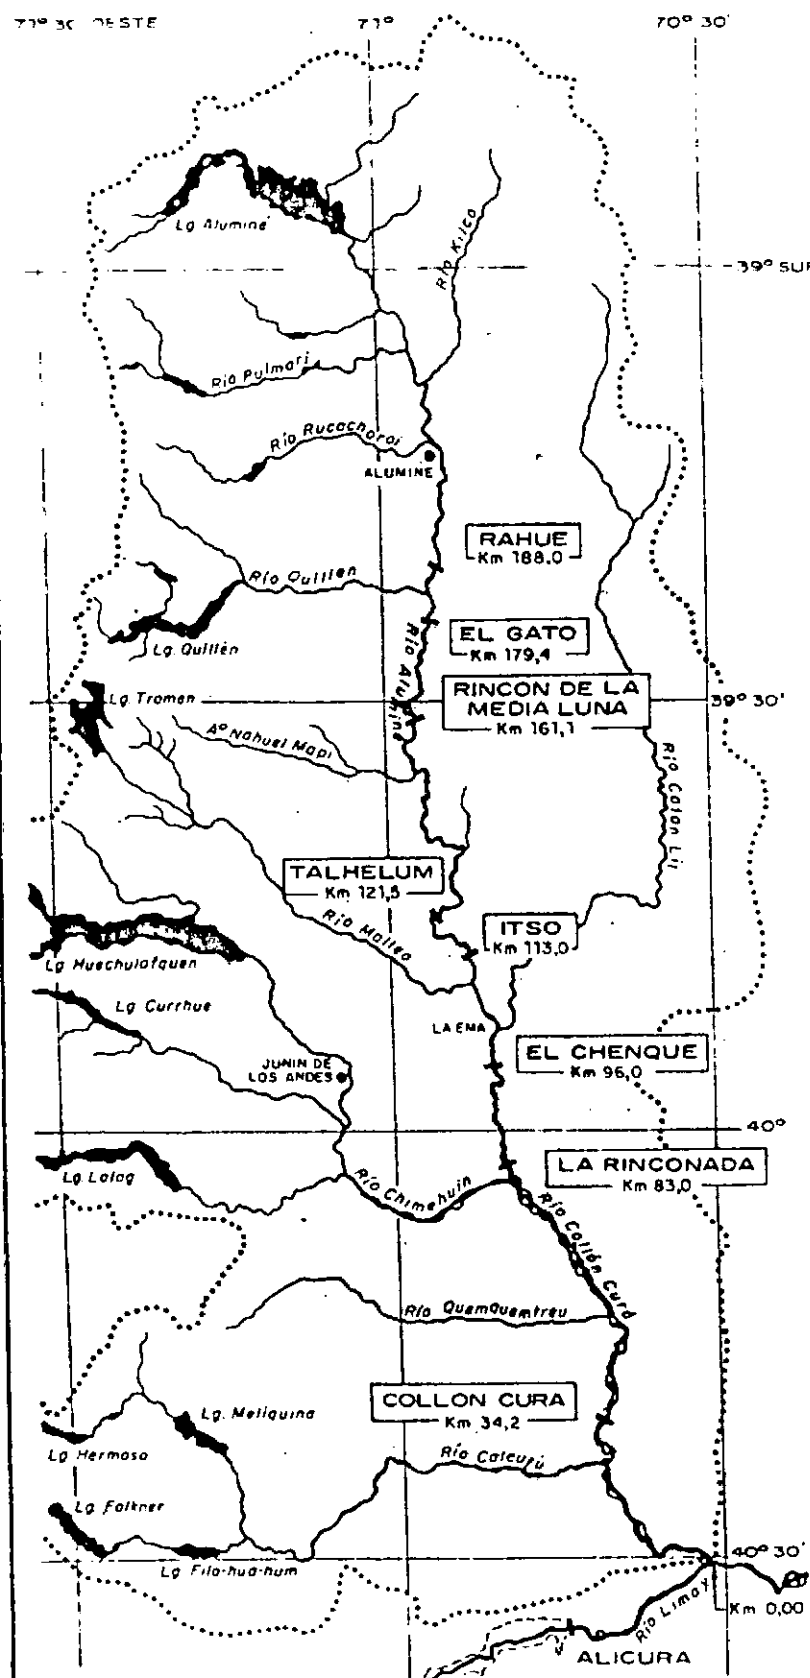 OESTE
71°
70° 30'
Lg Aluminé
Río Kilca
39° SUR
Río Pulmari
Río Rucachoroi
ALUMINE
RAHUE
Km 188,0
Río Quillen
EL GATO
Km 179,4
Lg. Quillén
Río Aluminé
Lg. Tromen
RINCON DE LA
MEDIA LUNA
Km 161,1
39° 30'
Aº Nahuel Mapi
Río Catan Lil
TALHELUM
Km 121,5
Río Malleo
ITSO
Km 113,0
Lg Huechulafquen
Lg. Currhue
LA EMA
EL CHENQUE
Km 96,0
JUNIN DE
LOS ANDES
40°
LA RINCONADA
Km 83,0
Lg. Lolog
Río Chimehuin
Río Collón Curá
Río Quemquemtreu
COLLON CURA
Km 34,2
Lg. Meliquina
Lg. Hermoso
Río Caleufú
Lg. Falkner
40° 30'
Lg. Filo-hua-hum
Río Limay
Km 0,00
ALICURA